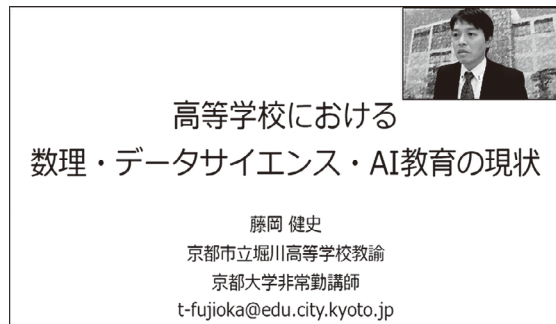 高等学校における
数理・データサイエンス・AI教育の現状
藤岡 健史
京都市立堀川高等学校教諭
京都大学非常勤講師
t-fujioka@edu.city.kyoto.jp